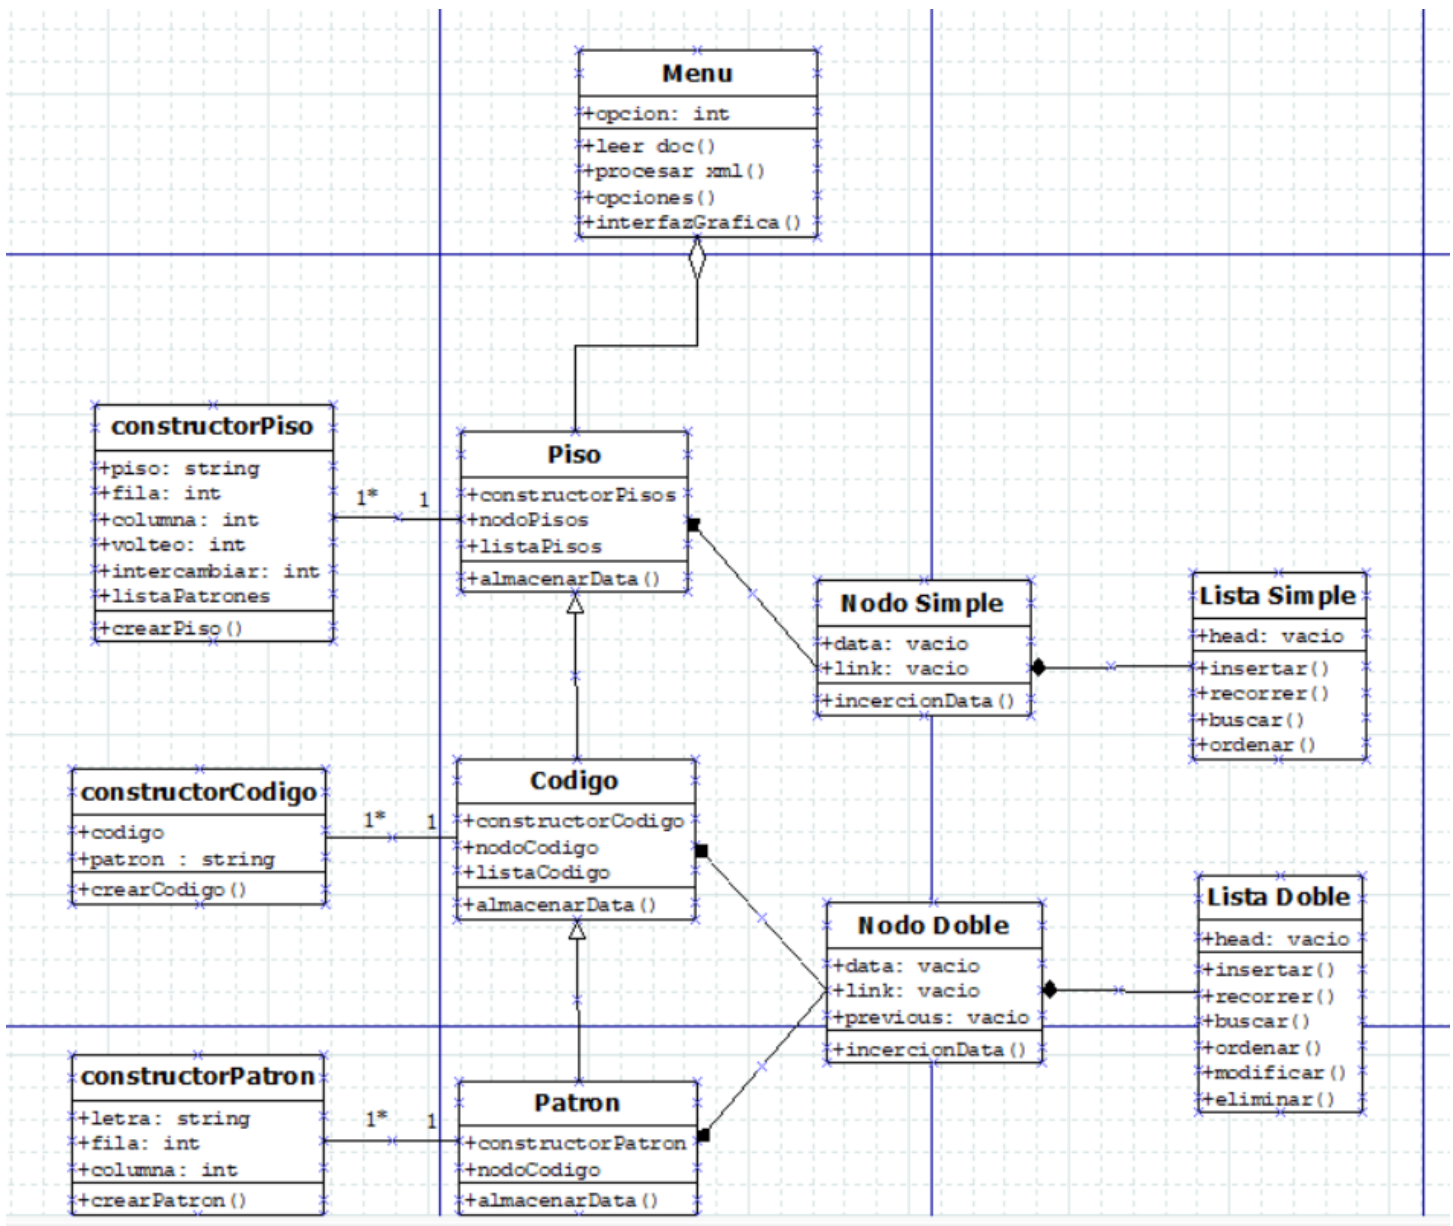 Menu
+opcion: int
+leer doc()
+procesar xml()
+opciones()
+interfazGrafica()
constructorPiso
+piso: string
+fila: int
+columna: int
+volteo: int
+intercambiar: int
+listaPatrones
+crearPiso()
1*
1
Piso
+constructorPisos
+nodoPisos
+listaPisos
+almacenarData()
Nodo Simple
+data: vacio
+link: vacio
+incercionData()
Lista Simple
+head: vacio
+insertar()
+recorrer()
+buscar()
+ordenar()
constructorCodigo
+codigo
+patron : string
+crearCodigo()
1*
1
Codigo
+constructorCodigo
+nodoCodigo
+listaCodigo
+almacenarData()
Nodo Doble
+data: vacio
+link: vacio
+previous: vacio
+incercionData()
Lista Doble
+head: vacio
+insertar()
+recorrer()
+buscar()
+ordenar()
+modificar()
+eliminar()
constructorPatron
+letra: string
+fila: int
+columna: int
+crearPatron()
1*
1
Patron
+constructorPatron
+nodoCodigo
+almacenarData()